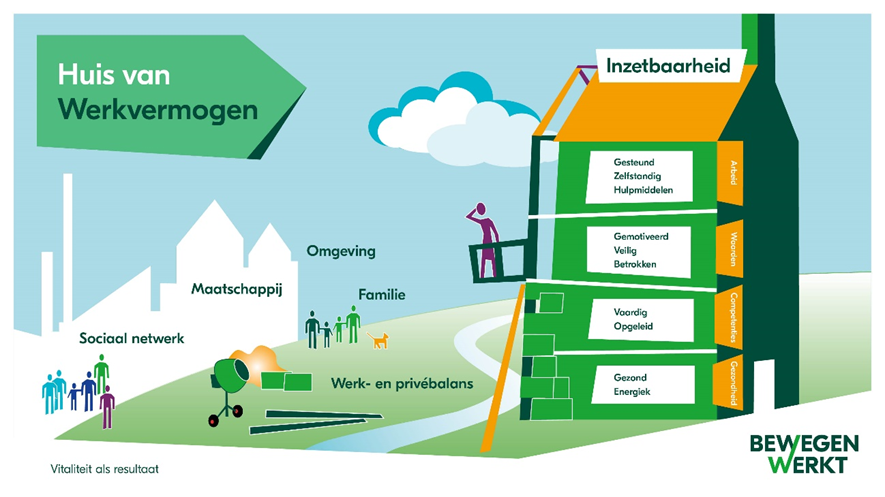 Huis van
Werkvermogen
Inzetbaarheid
Gesteund
Zelfstandig
Hulpmiddelen
Arbeid
Gemotiveerd
Veilig
Betrokken
Waarden
Vaardig
Opgeleid
Competenties
Gezond
Energiek
Gezondheid
Omgeving
Maatschappij
Familie
Sociaal netwerk
Werk- en privébalans
Vitaliteit als resultaat
BEWEGEN
WERKT